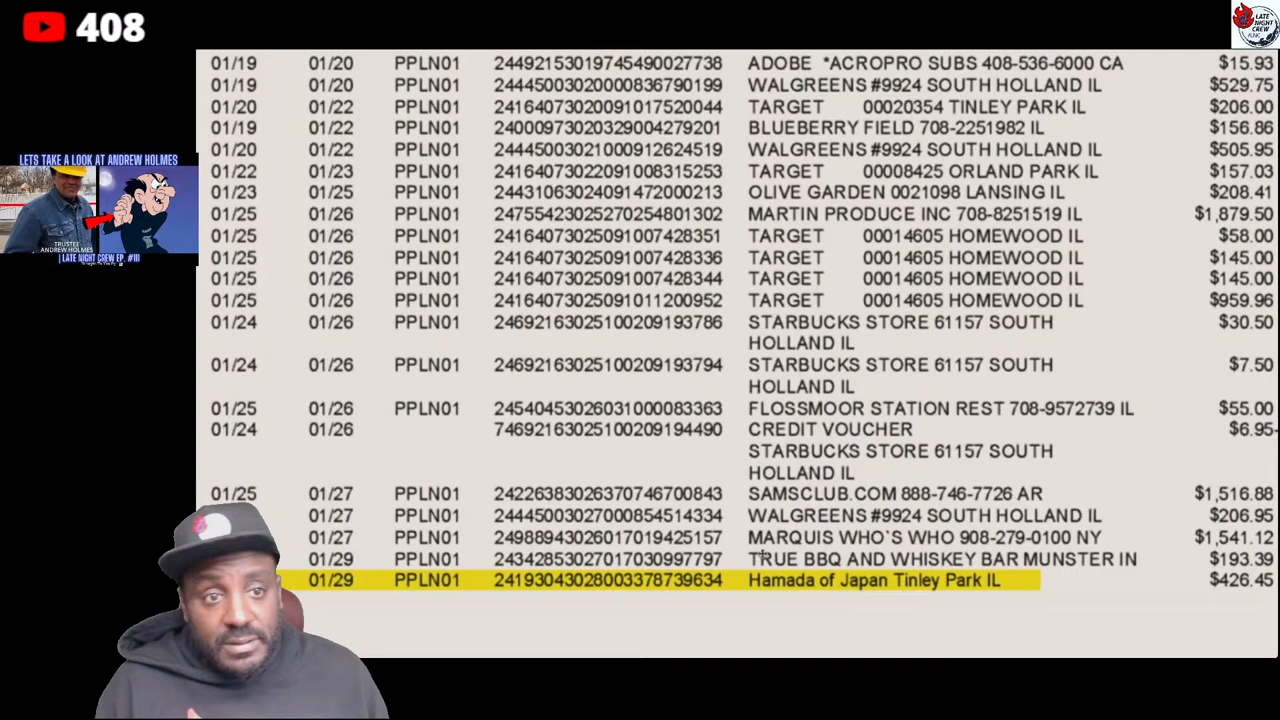 408
LATE
NIGHT
CREW
LETS TAKE A LOOK AT ANDREW HOLMES
TRUSTEE
ANDREW HOLMES
| LATE NIGHT CREW EP. #111
01/19 01/20 PPLN01 24492153019745490027738 ADOBE *ACROPRO SUBS 408-536-6000 CA $15.93
01/19 01/20 PPLN01 24445003020000836790199 WALGREENS #9924 SOUTH HOLLAND IL $529.75
01/20 01/22 PPLN01 24164073020091017520044 TARGET 00020354 TINLEY PARK IL $206.00
01/19 01/22 PPLN01 24000973020329004279201 BLUEBERRY FIELD 708-2251982 IL $156.86
01/20 01/22 PPLN01 24445003021000912624519 WALGREENS #9924 SOUTH HOLLAND IL $505.95
01/22 01/23 PPLN01 24164073022091008315253 TARGET 00008425 ORLAND PARK IL $157.03
01/23 01/25 PPLN01 24431063024091472000213 OLIVE GARDEN 0021098 LANSING IL $208.41
01/25 01/26 PPLN01 24755423025270254801302 MARTIN PRODUCE INC 708-8251519 IL $1,879.50
01/25 01/26 PPLN01 24164073025091007428351 TARGET 00014605 HOMEWOOD IL $58.00
01/25 01/26 PPLN01 24164073025091007428336 TARGET 00014605 HOMEWOOD IL $145.00
01/25 01/26 PPLN01 24164073025091007428344 TARGET 00014605 HOMEWOOD IL $145.00
01/25 01/26 PPLN01 24164073025091011200952 TARGET 00014605 HOMEWOOD IL $959.96
01/24 01/26 PPLN01 24692163025100209193786 STARBUCKS STORE 61157 SOUTH $30.50
HOLLAND IL
01/24 01/26 PPLN01 24692163025100209193794 STARBUCKS STORE 61157 SOUTH $7.50
HOLLAND IL
01/25 01/26 PPLN01 24540453026031000083363 FLOSSMOOR STATION REST 708-9572739 IL $55.00
01/24 01/26 74692163025100209194490 CREDIT VOUCHER $6.95-
STARBUCKS STORE 61157 SOUTH
HOLLAND IL
01/25 01/27 PPLN01 24226383026370746700843 SAMSCLUB.COM 888-746-7726 AR $1,516.88
01/27 PPLN01 24445003027000854514334 WALGREENS #9924 SOUTH HOLLAND IL $206.95
01/27 PPLN01 24988943026017019425157 MARQUIS WHO`S WHO 908-279-0100 NY $1,541.12
01/29 PPLN01 24342853027017030997797 TRUE BBQ AND WHISKEY BAR MUNSTER IN $193.39
01/29 PPLN01 24193043028003378739634 Hamada of Japan Tinley Park IL $426.45